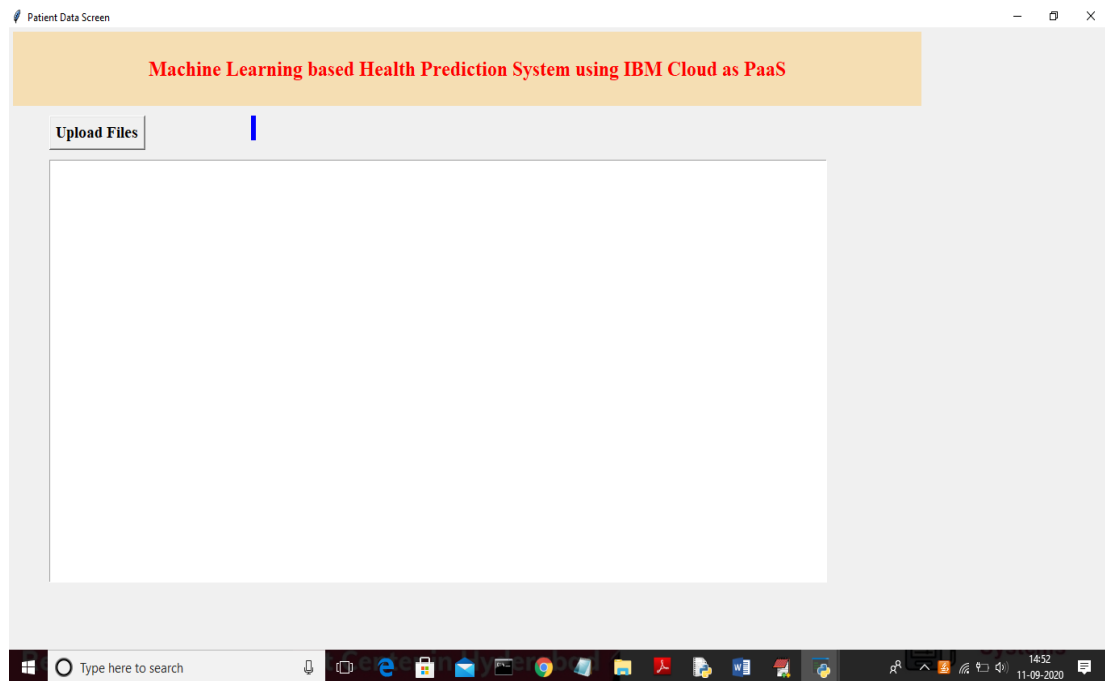 Patient Data Screen
Machine Learning based Health Prediction System using IBM Cloud as PaaS
Upload Files
Type here to search
14:52
11-09-2020